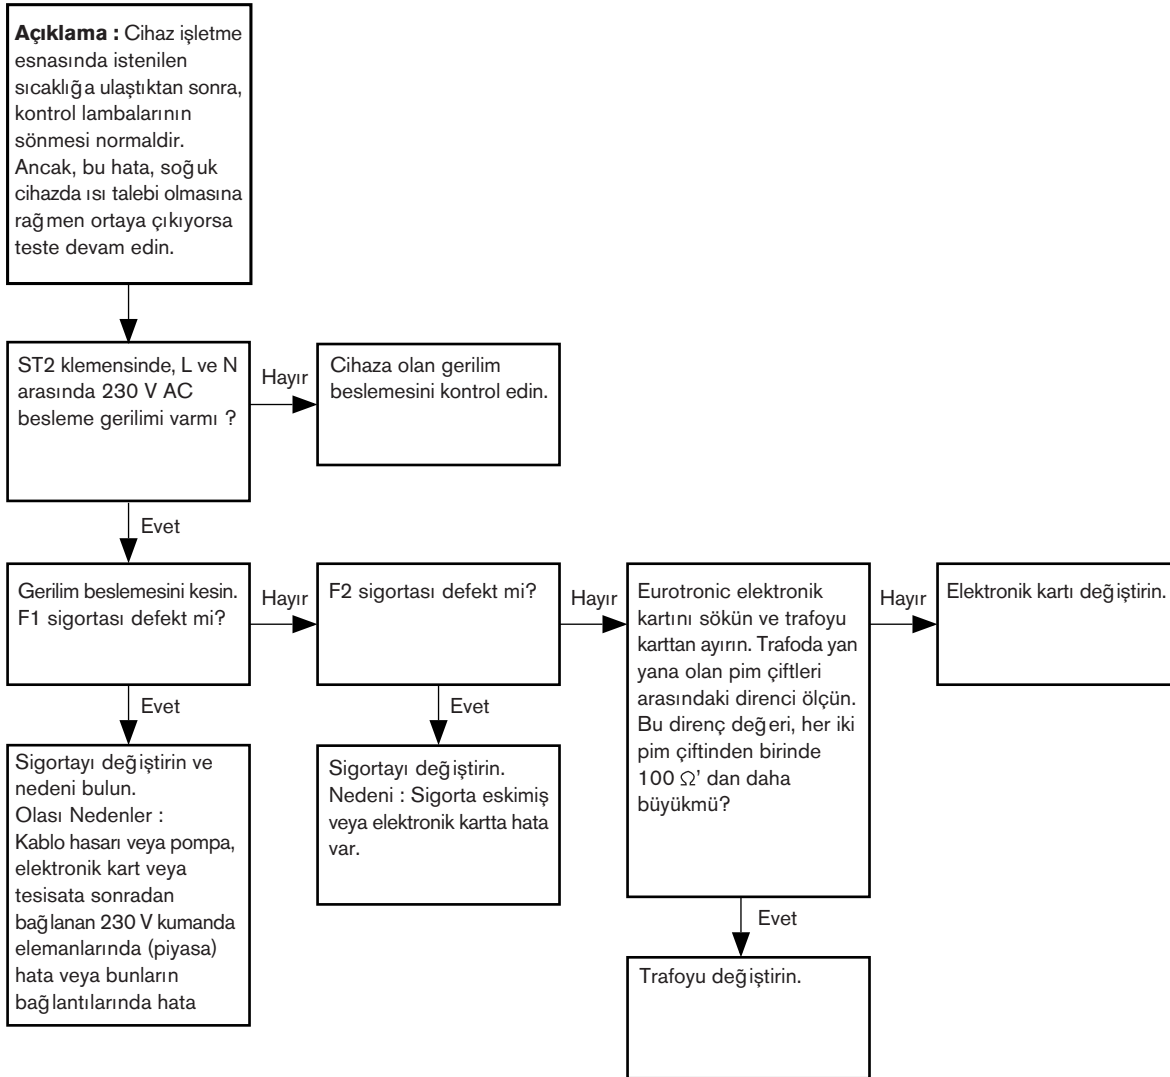 Açıklama : Cihaz işletme
esnasında istenilen
sıcaklığa ulaştıktan sonra,
kontrol lambalarının
sönmesi normaldir.
Ancak, bu hata, soğuk
cihazda ısı talebi olmasına
rağmen ortaya çıkıyorsa
teste devam edin.
ST2 klemensinde, L ve N
arasında 230 V AC
besleme gerilimi varmı ?
Hayır
Cihaza olan gerilim
beslemesini kontrol edin.
Evet
Gerilim beslemesini kesin.
F1 sigortası defekt mi?
Hayır
F2 sigortası defekt mi?
Hayır
Eurotronic elektronik
kartını sökün ve trafoyu
karttan ayırın. Trafoda yan
yana olan pim çiftleri
arasındaki direnci ölçün.
Bu direnç değeri, her iki
pim çiftinden birinde
100 Ω' dan daha
büyükmü?
Hayır
Elektronik kartı değiştirin.
Evet
Sigortayı değiştirin ve
nedeni bulun.
Olası Nedenler :
Kablo hasarı veya pompa,
elektronik kart veya
tesisata sonradan
bağlanan 230 V kumanda
elemanlarında (piyasa)
hata veya bunların
bağlantılarında hata
Evet
Sigortayı değiştirin.
Nedeni : Sigorta eskimiş
veya elektronik kartta hata
var.
Evet
Trafoyu değiştirin.